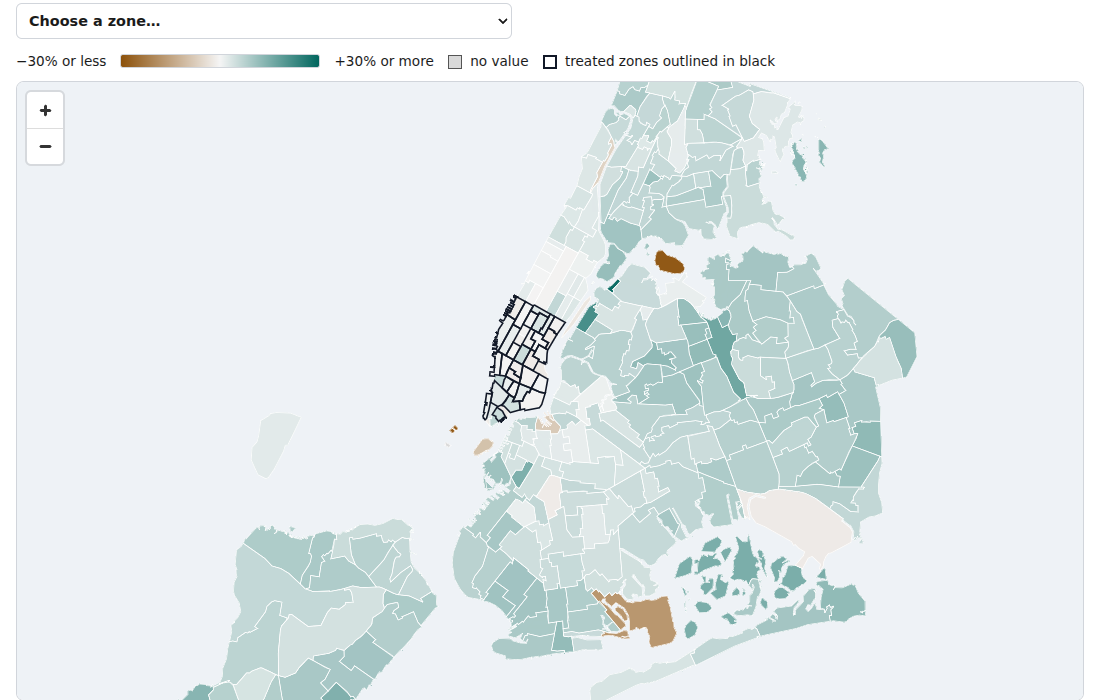 Choose a zone...
−30% or less +30% or more no value treated zones outlined in black
+
−